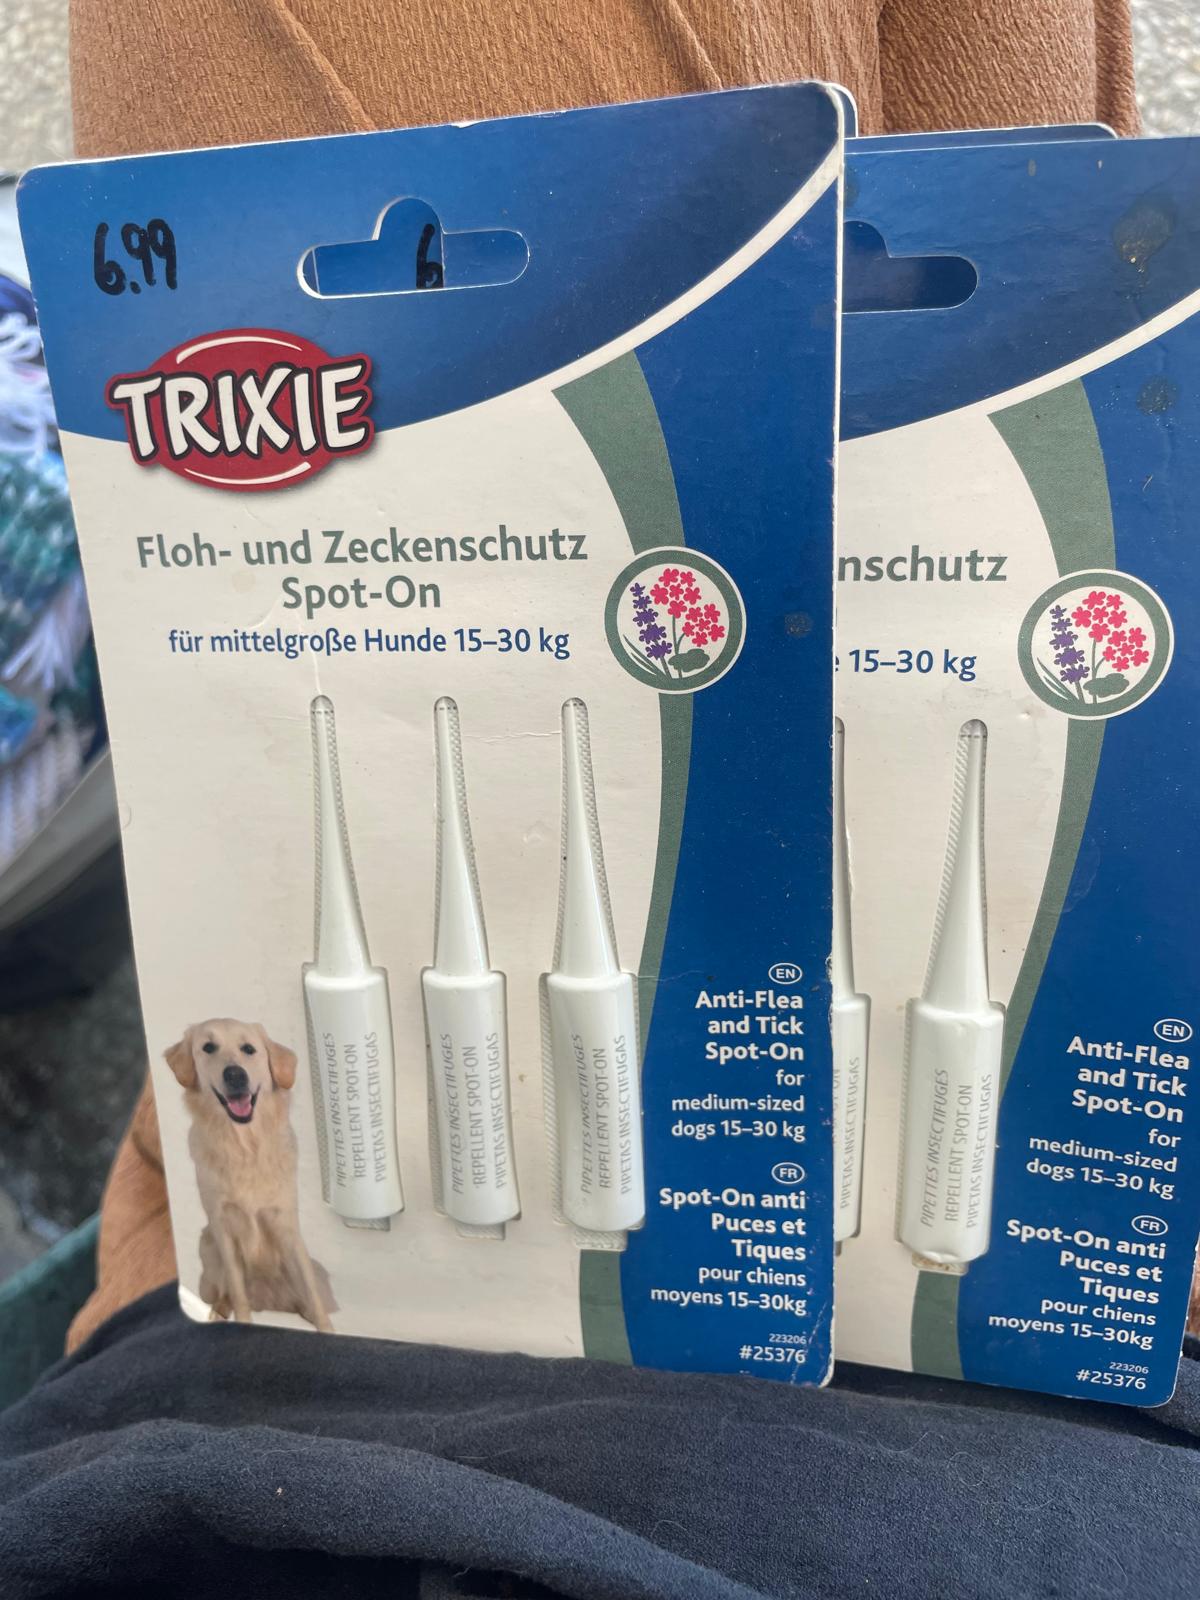 6.99
6
TRIXIE
Floh- und Zeckenschutz
Spot-On
für mittelgroße Hunde 15–30 kg
PIPETTES INSECTIFUGES
REPELLENT SPOT-ON
PIPETAS INSECTIFUGAS
PIPETTES INSECTIFUGES
REPELLENT SPOT-ON
PIPETAS INSECTIFUGAS
PIPETTES INSECTIFUGES
REPELLENT SPOT-ON
PIPETAS INSECTIFUGAS
EN
Anti-Flea
and Tick
Spot-On
for
medium-sized
dogs 15–30 kg
FR
Spot-On anti
Puces et
Tiques
pour chiens
moyens 15–30kg
223206
#25376
nschutz
15–30 kg
PIPETAS INSECTIFUGAS
PIPETTES INSECTIFUGES
REPELLENT SPOT-ON
PIPETAS INSECTIFUGAS
EN
Anti-Flea
and Tick
Spot-On
for
medium-sized
dogs 15–30 kg
FR
Spot-On anti
Puces et
Tiques
pour chiens
moyens 15–30kg
223206
#25376